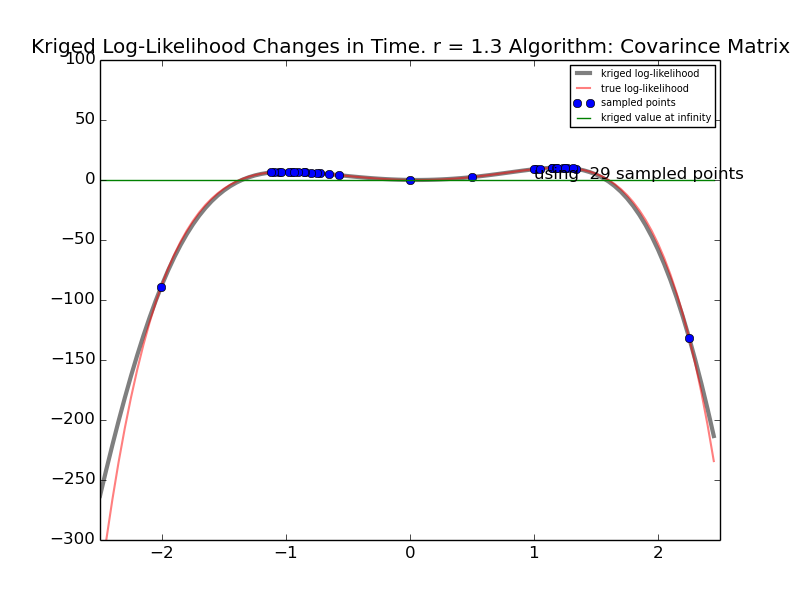 Kriged Log-Likelihood Changes in Time. r = 1.3 Algorithm: Covarince Matrix
100
50
0
−50
−100
−150
−200
−250
−300
kriged log-likelihood
true log-likelihood
sampled points
kriged value at infinity
using  29 sampled points
−2
−1
0
1
2